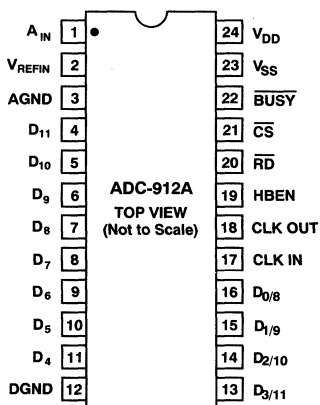 A IN 1 24 VDD
VREFIN 2 23 VSS
AGND 3 22 BUSY
D11 4 21 CS
D10 5 20 RD
D9 6 ADC-912A 19 HBEN
TOP VIEW
D8 7 (Not to Scale) 18 CLK OUT
D7 8 17 CLK IN
D6 9 16 D0/8
D5 10 15 D1/9
D4 11 14 D2/10
DGND 12 13 D3/11